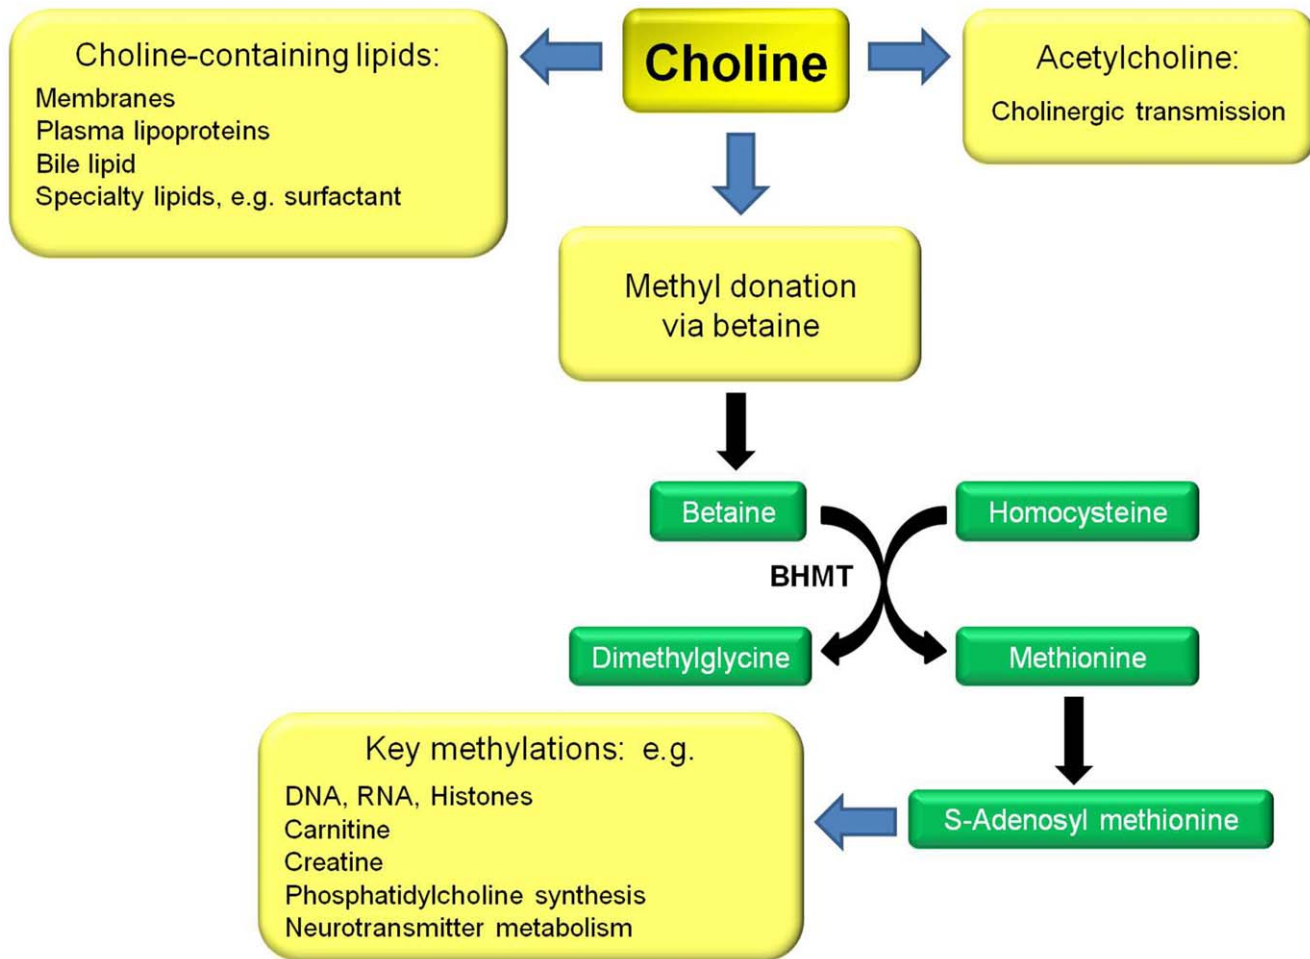 Choline
Choline-containing lipids:
Membranes
Plasma lipoproteins
Bile lipid
Specialty lipids, e.g. surfactant
Acetylcholine:
Cholinergic transmission
Methyl donation
via betaine
Betaine
Homocysteine
BHMT
Dimethylglycine
Methionine
S-Adenosyl methionine
Key methylations: e.g.
DNA, RNA, Histones
Carnitine
Creatine
Phosphatidylcholine synthesis
Neurotransmitter metabolism